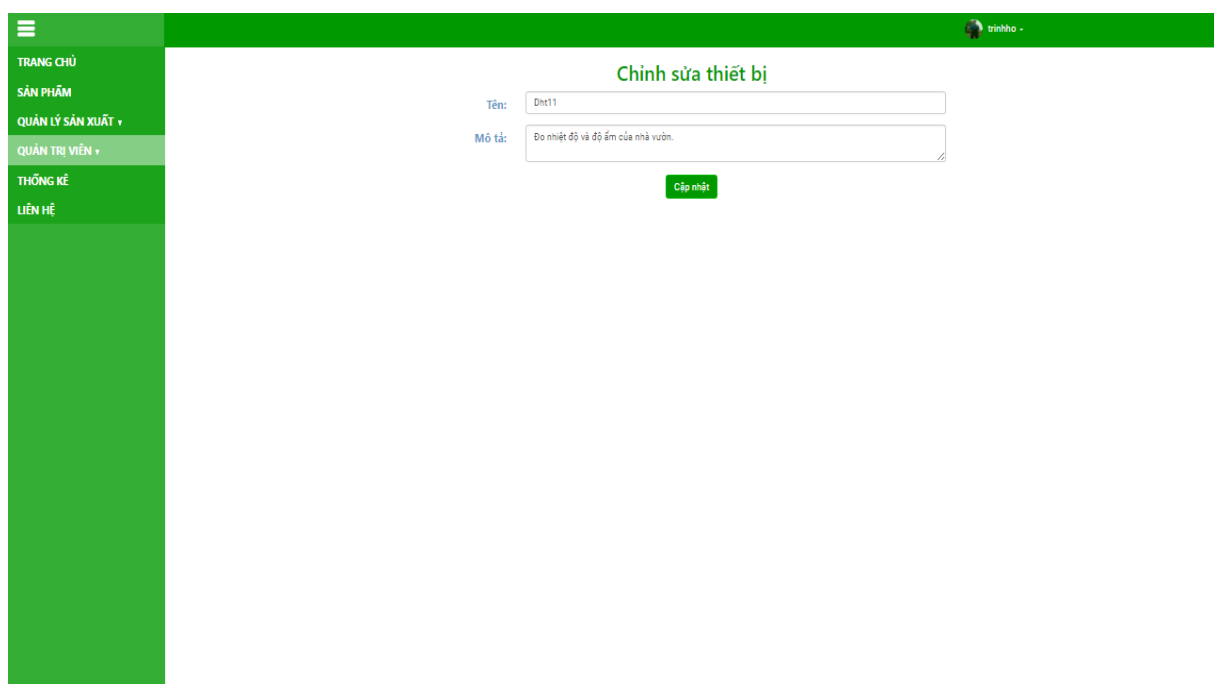 trinhho
TRANG CHỦ
SẢN PHẨM
QUẢN LÝ SẢN XUẤT
QUẢN TRỊ VIÊN
THỐNG KÊ
LIÊN HỆ
Chỉnh sửa thiết bị
Tên: Dht11
Mô tả: Đo nhiệt độ và độ ẩm của nhà vườn.
Cập nhật